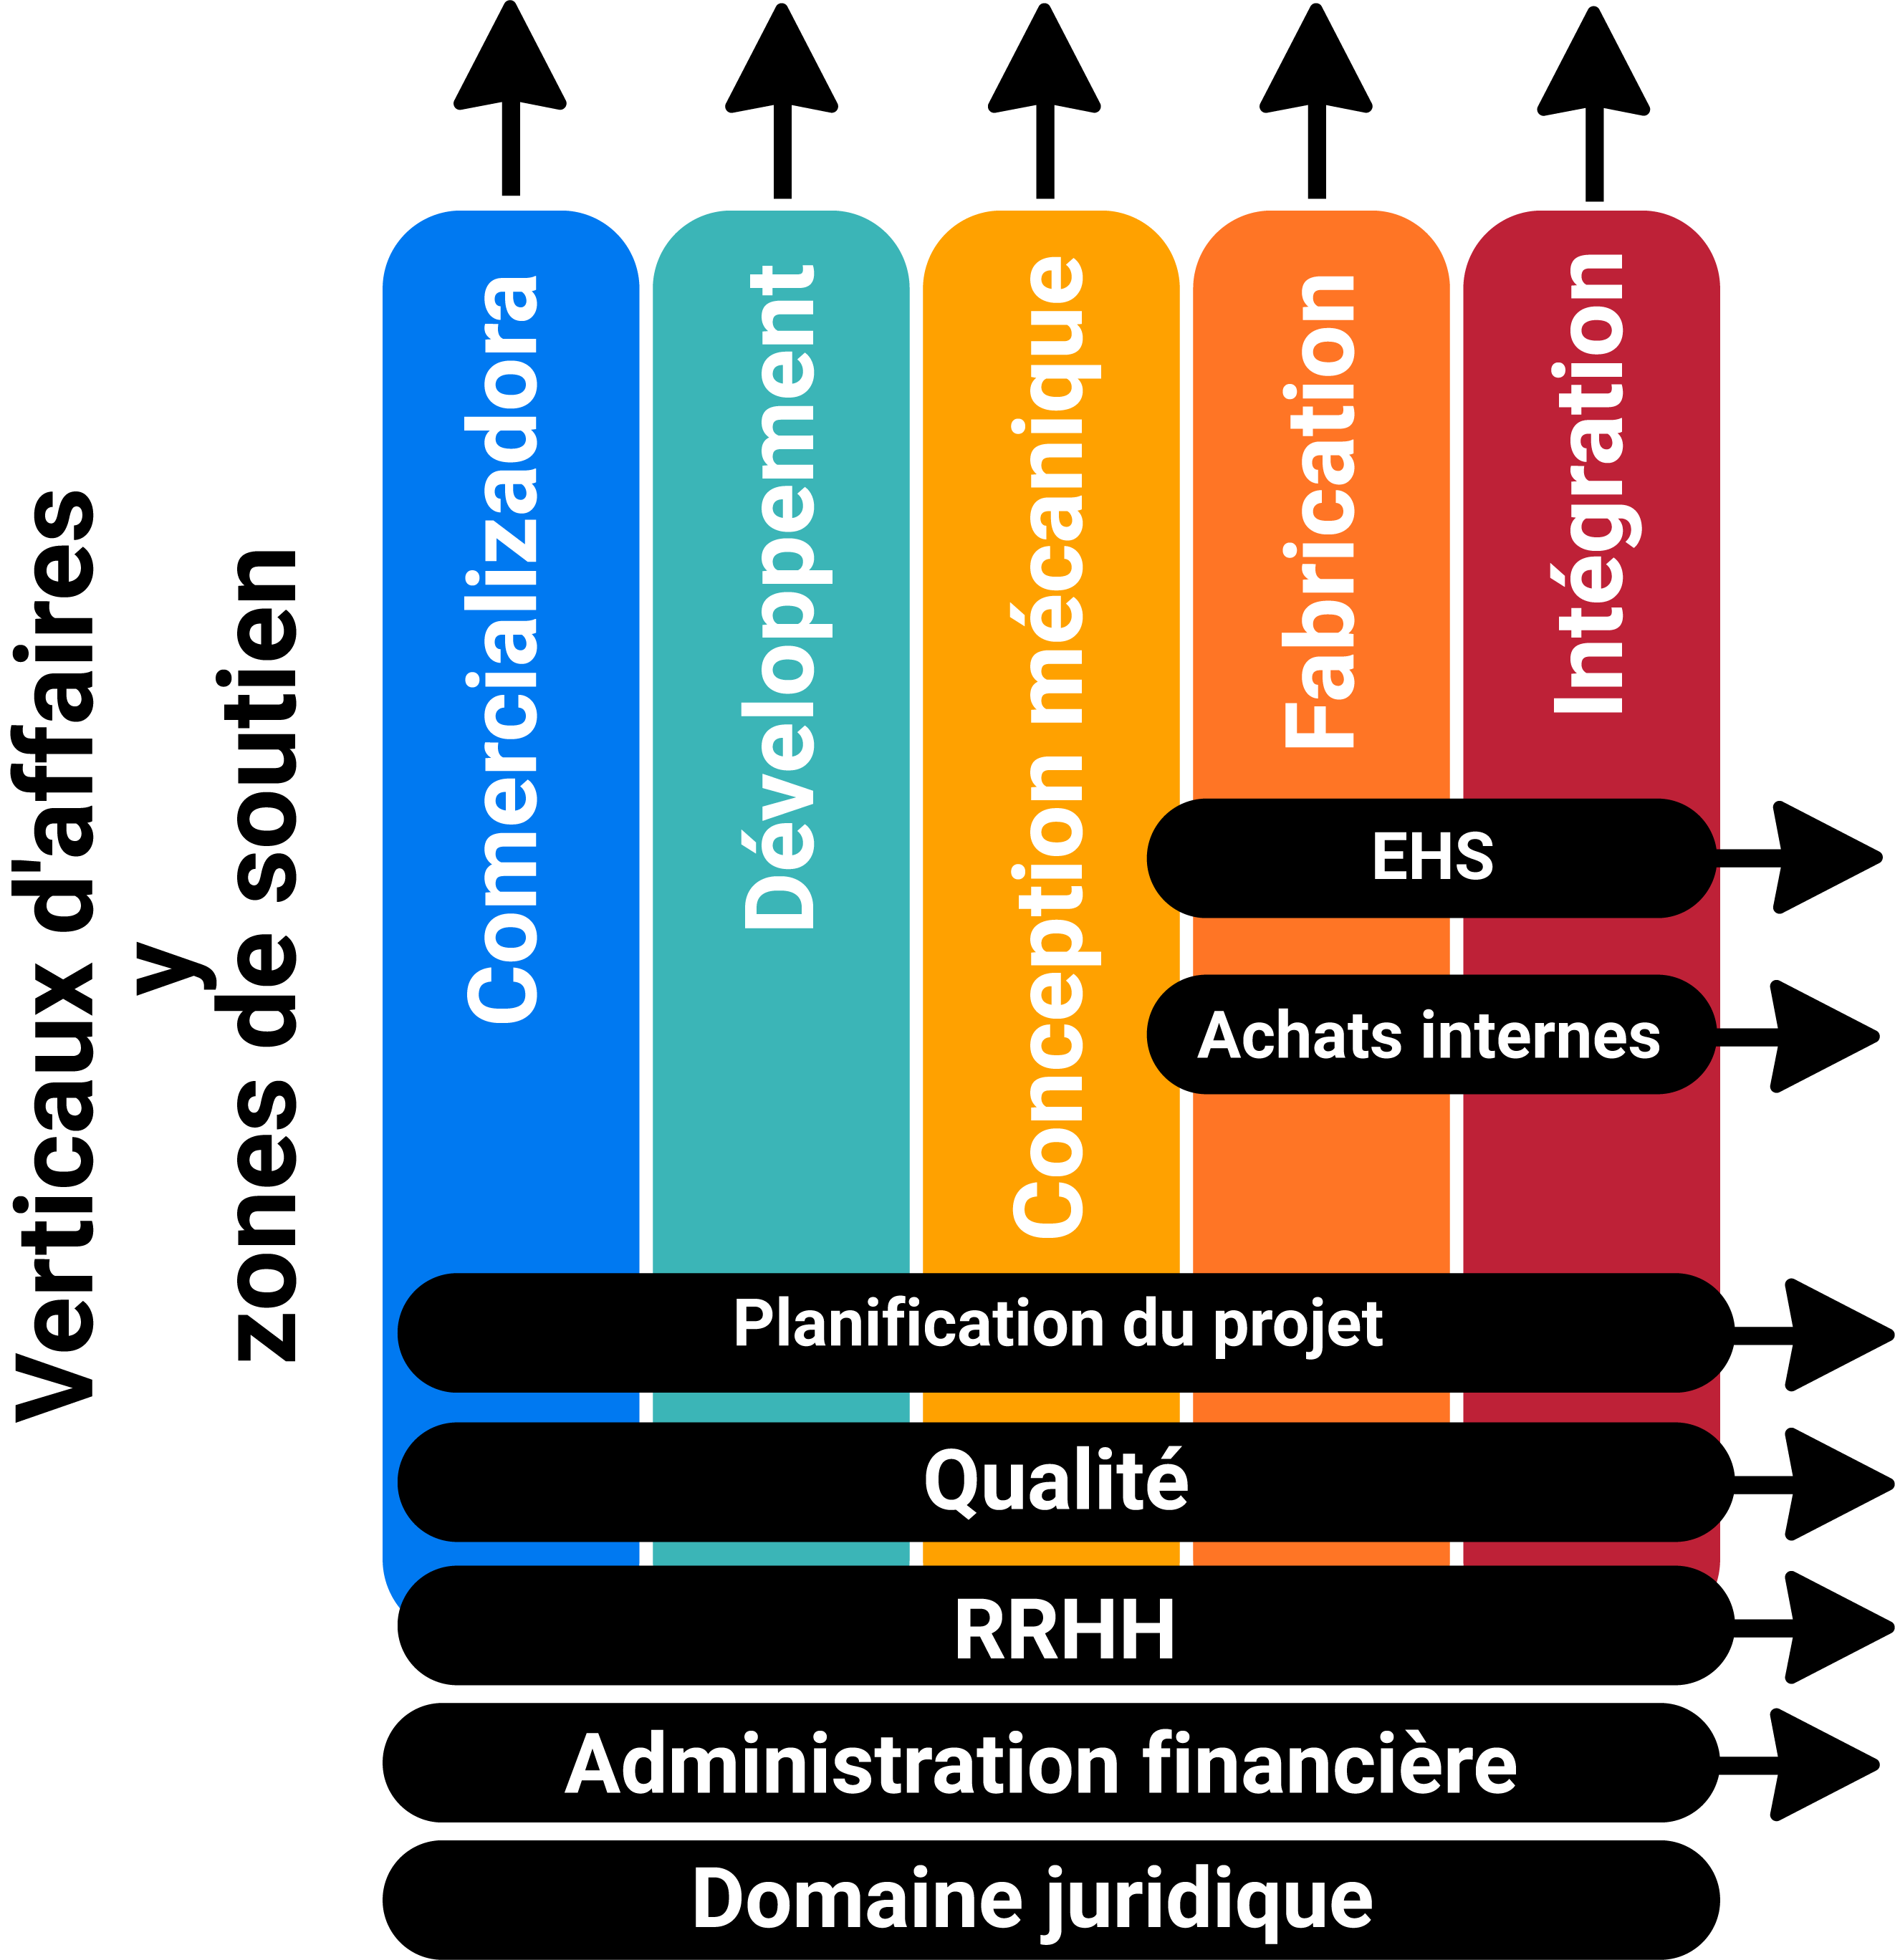 Verticaux d'affaires
y
zones de soutien
Comercializadora
Développement
Conception mécanique
Fabrication
Intégration
EHS
Achats internes
Planification du projet
Qualité
RRHH
Administration financière
Domaine juridique